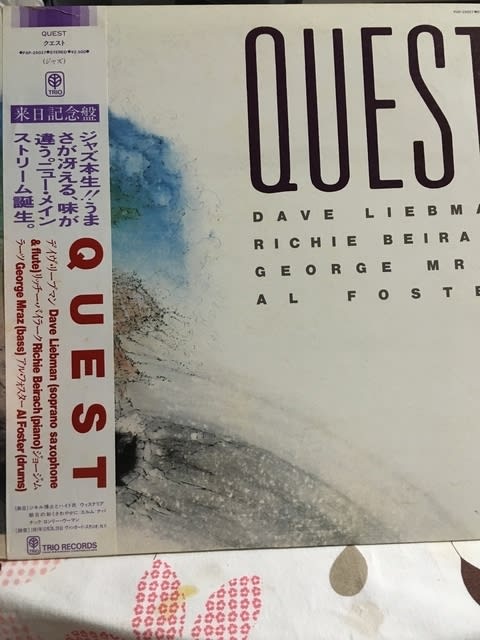 QUEST
クエスト
●PAP-25027●STEREO●¥2,500●
(ジャズ)
TRIO
来日記念盤
ジャズ本生!!うま
さが冴える、味が
違う。ニュー・メイン
ストリーム誕生。
QUEST
デイヴ・リーブマン Dave Liebman (soprano saxophone
& flute) リッチー・バイラーク Richie Beirach (piano) ジョージ・ム
ラーツ George Mraz (bass) アル・フォスター Al Foster (drums)
TRIO RECORDS
QUEST
DAVE LIEBMA
RICHIE BEIRA
GEORGE MR
AL FOSTE